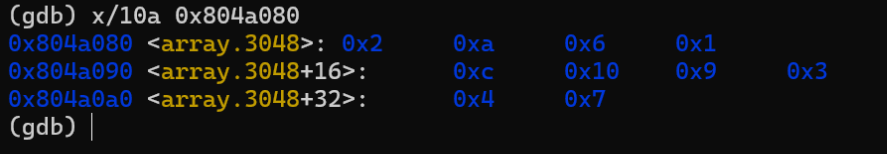 (gdb) x/10a 0x804a080
0x804a080 <array.3048>: 0x2 0xa 0x6 0x1
0x804a090 <array.3048+16>: 0xc 0x10 0x9 0x3
0x804a0a0 <array.3048+32>: 0x4 0x7
(gdb)